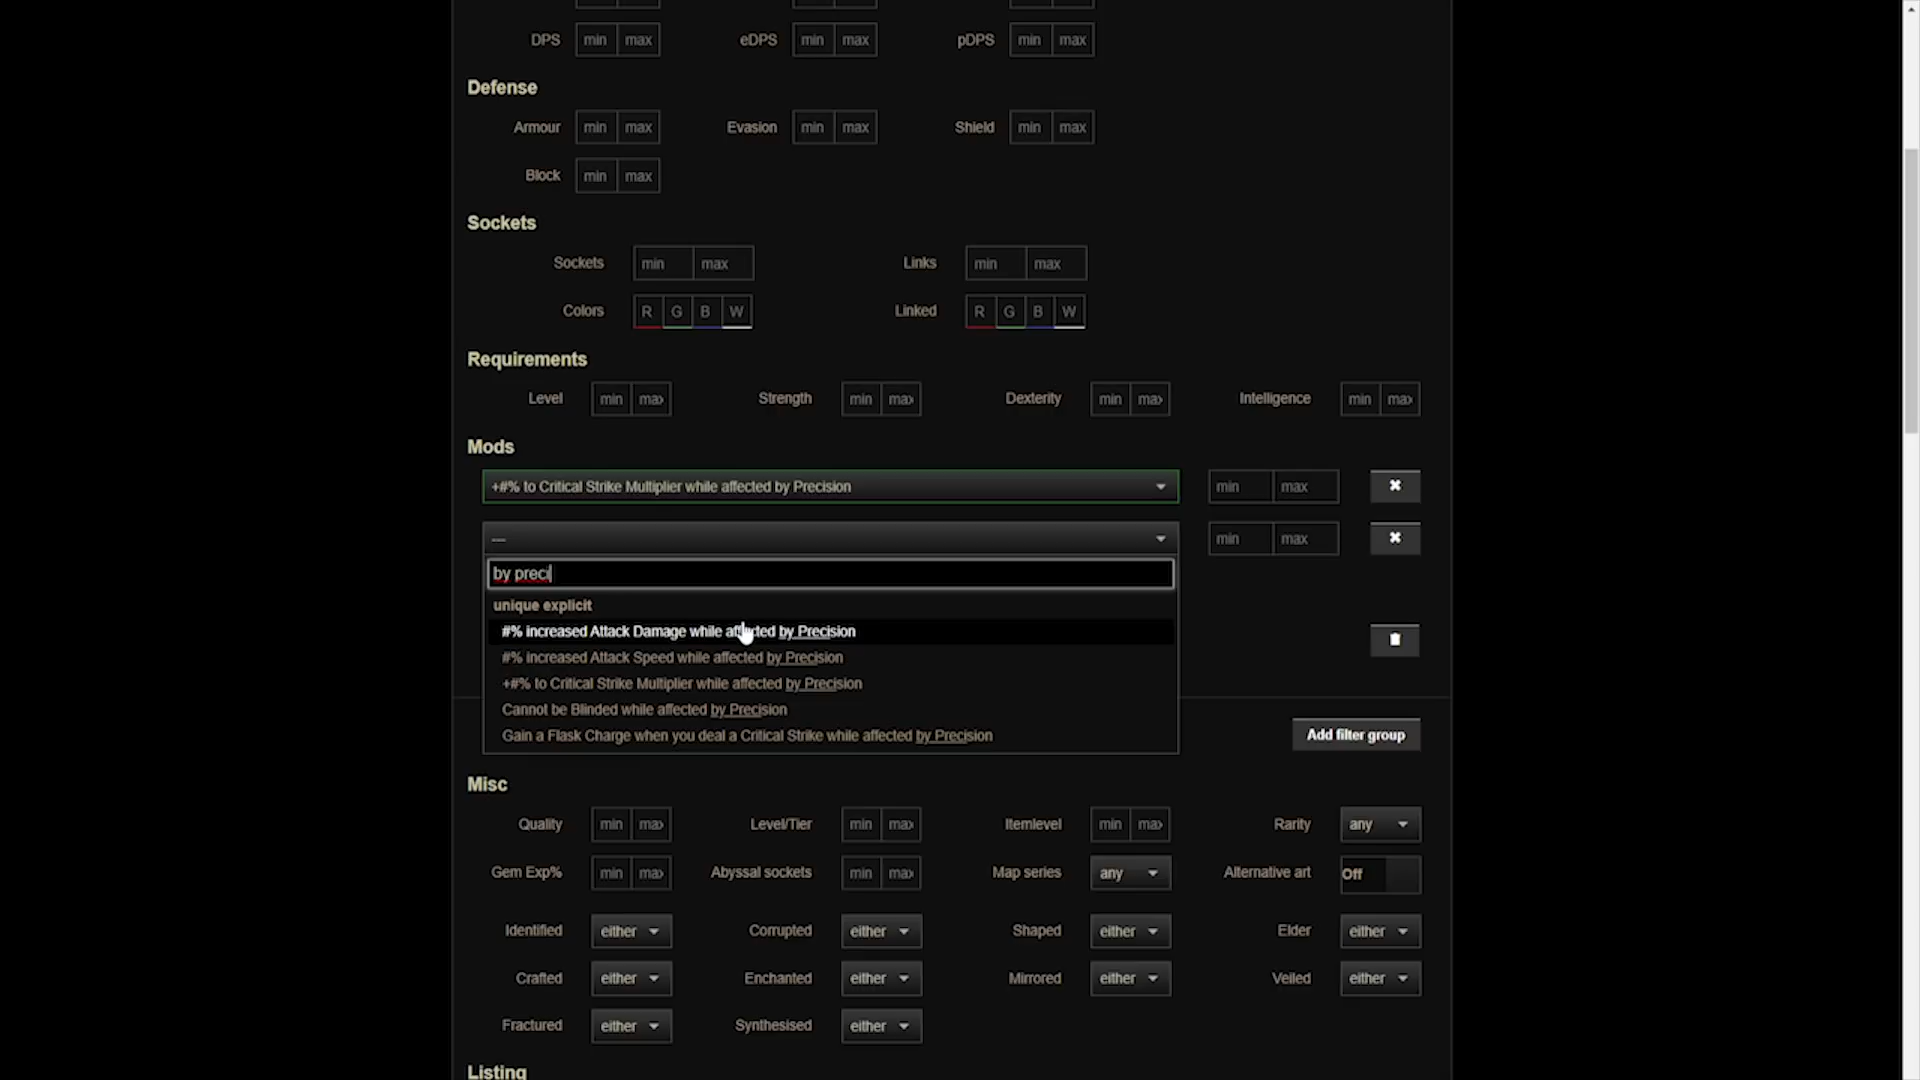 DPS min max eDPS min max pDPS min max
Defense
Armour min max Evasion min max Shield min max
Block min max
Sockets
Sockets min max Links min max
Colors R G B W Linked R G B W
Requirements
Level min max Strength min max Dexterity min max Intelligence min max
Mods
+#% to Critical Strike Multiplier while affected by Precision min max
--- min max
by preci
unique explicit
#% increased Attack Damage while affected by Precision
#% increased Attack Speed while affected by Precision
+#% to Critical Strike Multiplier while affected by Precision
Cannot be Blinded while affected by Precision
Gain a Flask Charge when you deal a Critical Strike while affected by Precision
Add filter group
Misc
Quality min max Level/Tier min max Itemlevel min max Rarity any
Gem Exp% min max Abyssal sockets min max Map series any Alternative art Off
Identified either Corrupted either Shaped either Elder either
Crafted either Enchanted either Mirrored either Veiled either
Fractured either Synthesised either
Listing